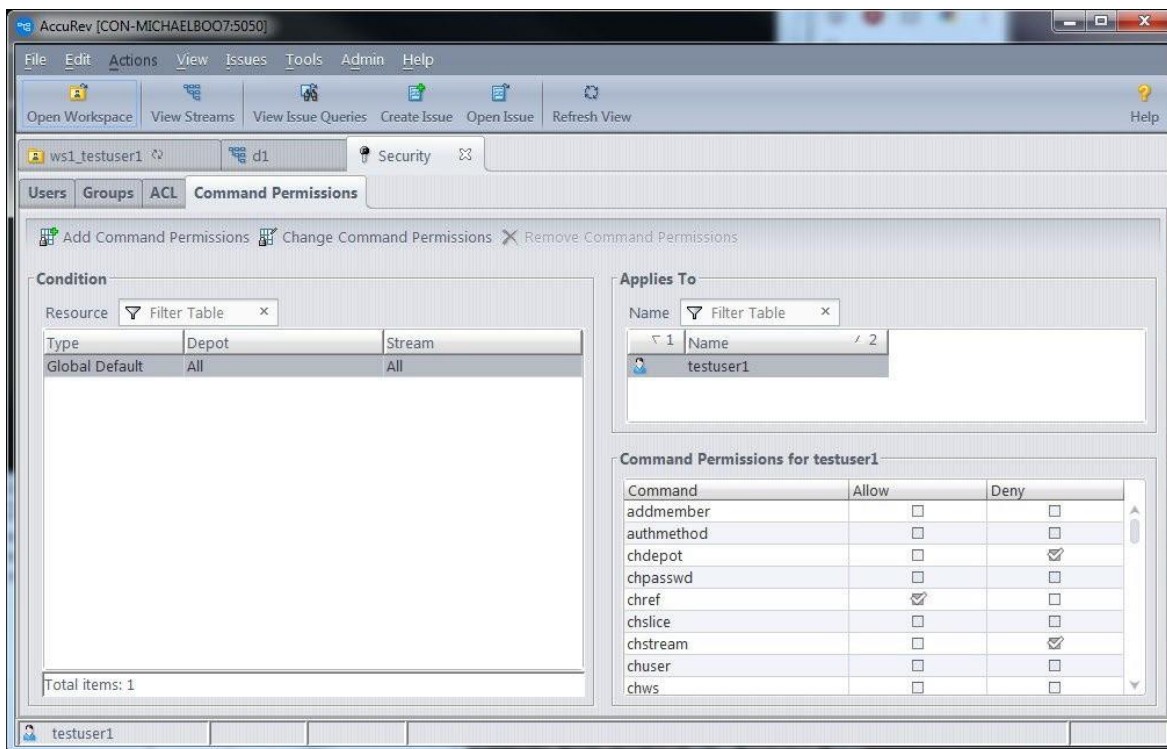 AccuRev [CON-MICHAELBOO7:5050]
File Edit Actions View Issues Tools Admin Help
Open Workspace View Streams View Issue Queries Create Issue Open Issue Refresh View Help
ws1_testuser1 d1 Security
Users Groups ACL Command Permissions
Add Command Permissions Change Command Permissions Remove Command Permissions
Condition
Resource Filter Table
Type Depot Stream
Global Default All All
Total items: 1
Applies To
Name Filter Table
1 Name 2
testuser1
Command Permissions for testuser1
Command Allow Deny
addmember
authmethod
chdepot
chpasswd
chref
chslice
chstream
chuser
chws
testuser1